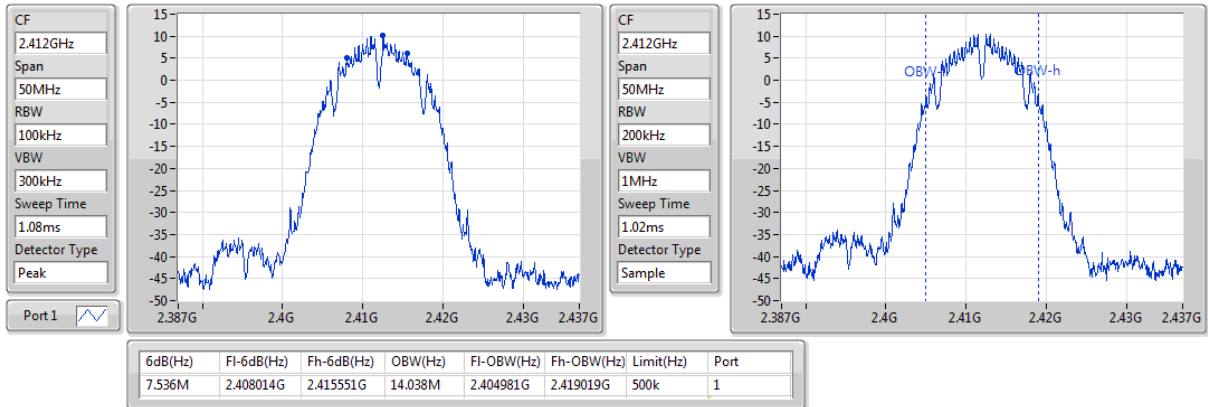 CF
2.412GHz
Span
50MHz
RBW
100kHz
VBW
300kHz
Sweep Time
1.08ms
Detector Type
Peak
Port 1
15
10
5
0
-5
-10
-15
-20
-25
-30
-35
-40
-45
-50
2.387G 2.4G 2.41G 2.42G 2.43G 2.437G
CF
2.412GHz
Span
50MHz
RBW
200kHz
VBW
1MHz
Sweep Time
1.02ms
Detector Type
Sample
15
10
5
0
-5
-10
-15
-20
-25
-30
-35
-40
-45
-50
OBW-h
2.387G 2.4G 2.41G 2.42G 2.43G 2.437G
6dB(Hz) Fl-6dB(Hz) Fh-6dB(Hz) OBW(Hz) Fl-OBW(Hz) Fh-OBW(Hz) Limit(Hz) Port
7.536M 2.408014G 2.415551G 14.038M 2.404981G 2.419019G 500k 1